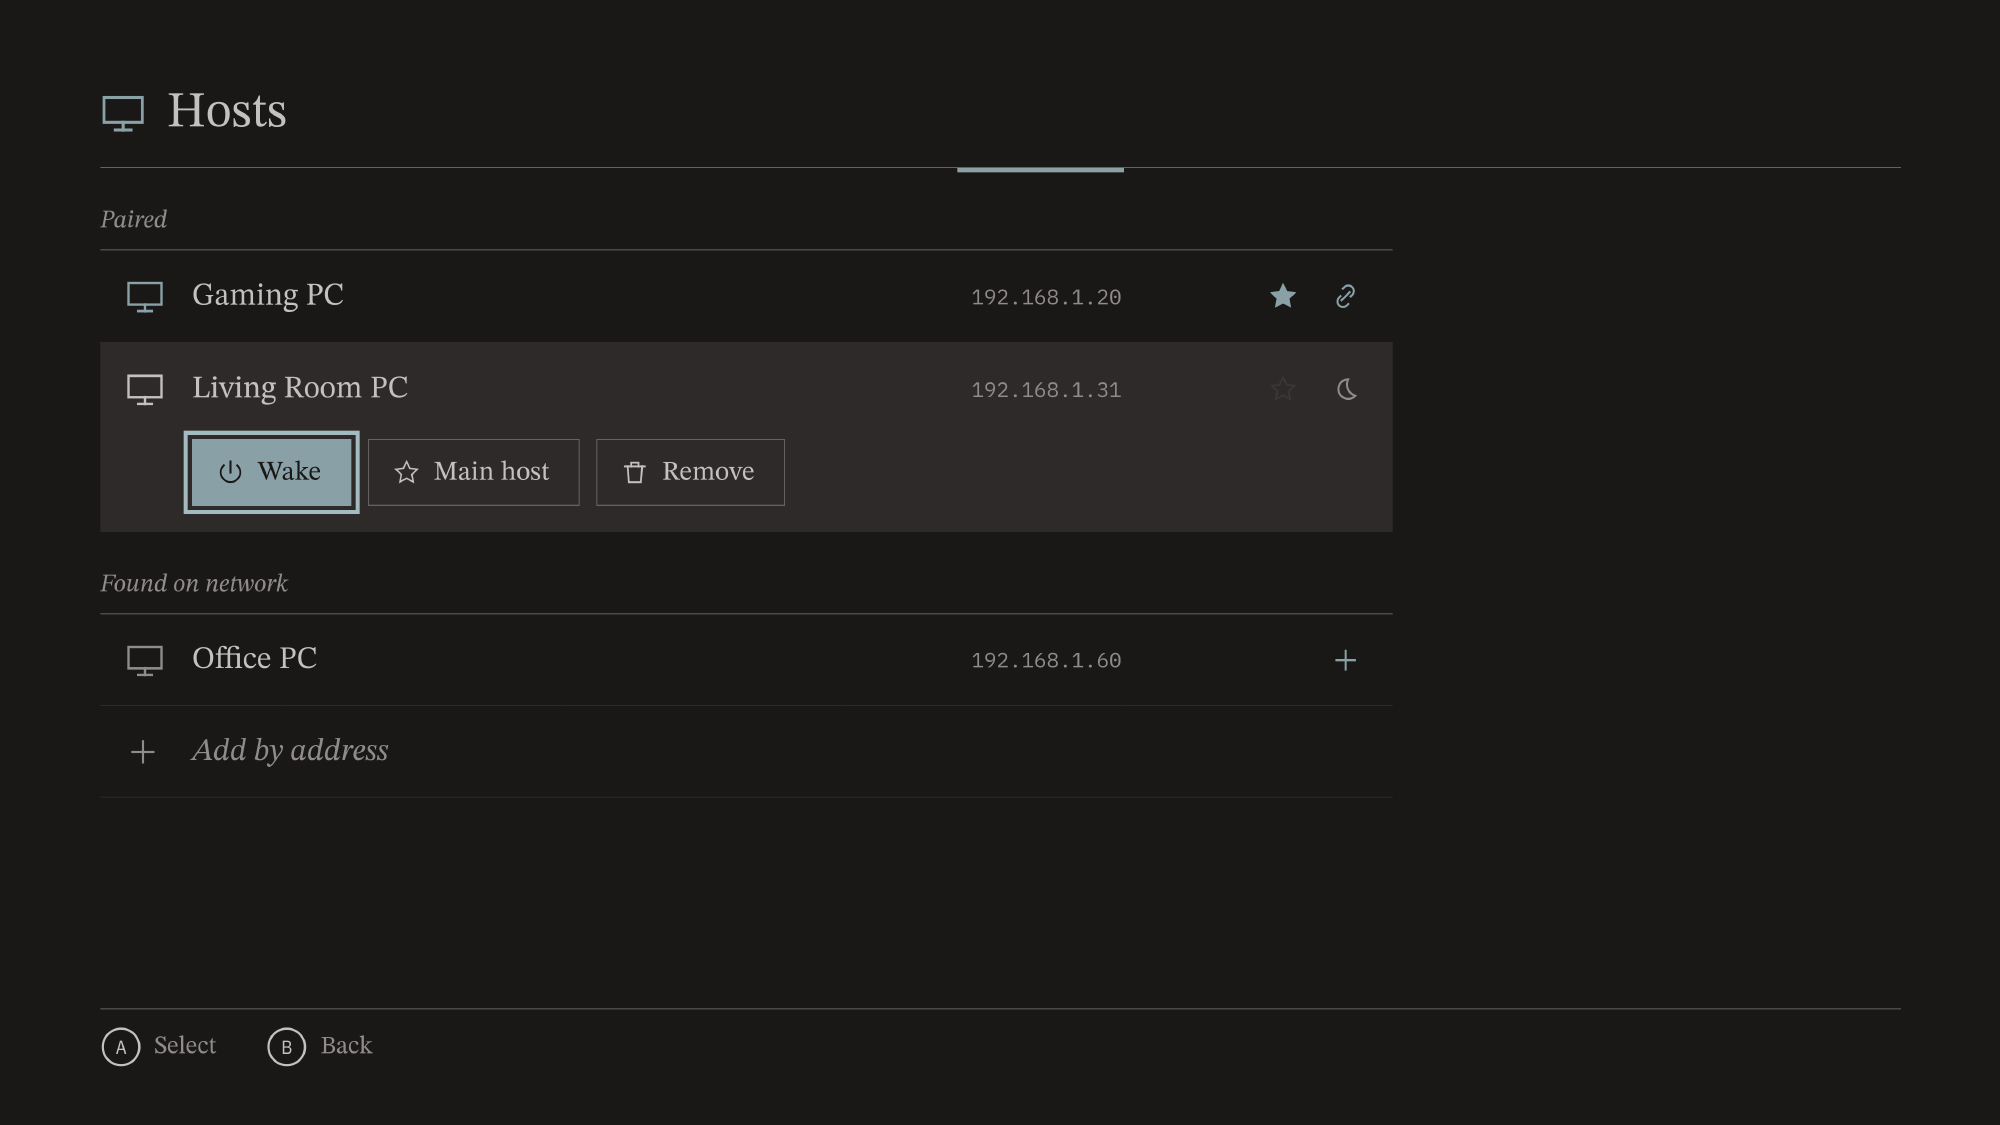 Hosts
Paired
Gaming PC 192.168.1.20
Living Room PC 192.168.1.31
Wake Main host Remove
Found on network
Office PC 192.168.1.60
Add by address
A Select B Back